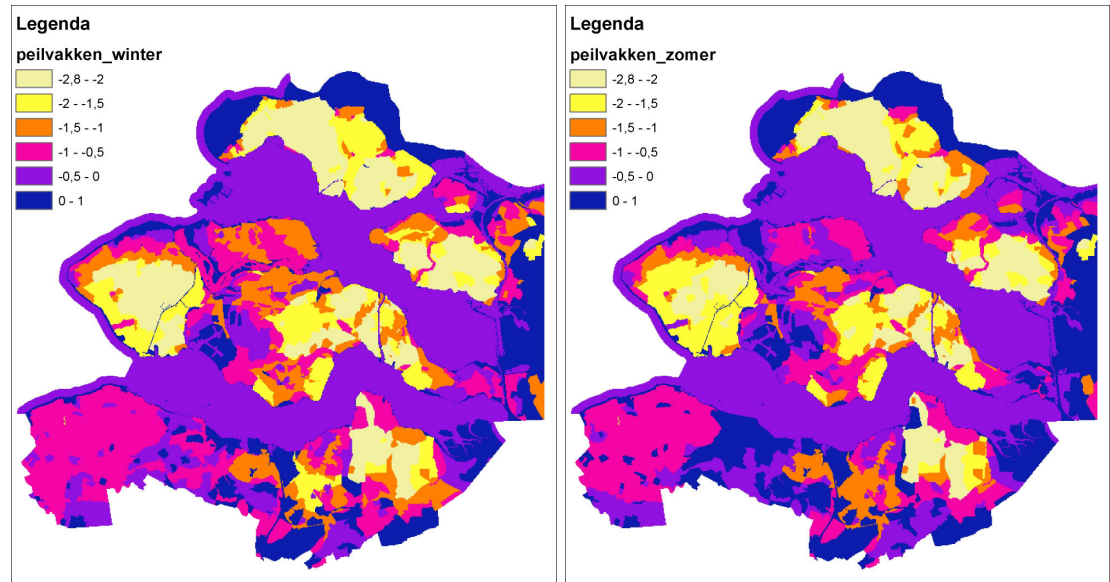 Legenda
peilvakken_winter
-2,8 - -2
-2 - -1,5
-1,5 - -1
-1 - -0,5
-0,5 - 0
0 - 1
Legenda
peilvakken_zomer
-2,8 - -2
-2 - -1,5
-1,5 - -1
-1 - -0,5
-0,5 - 0
0 - 1